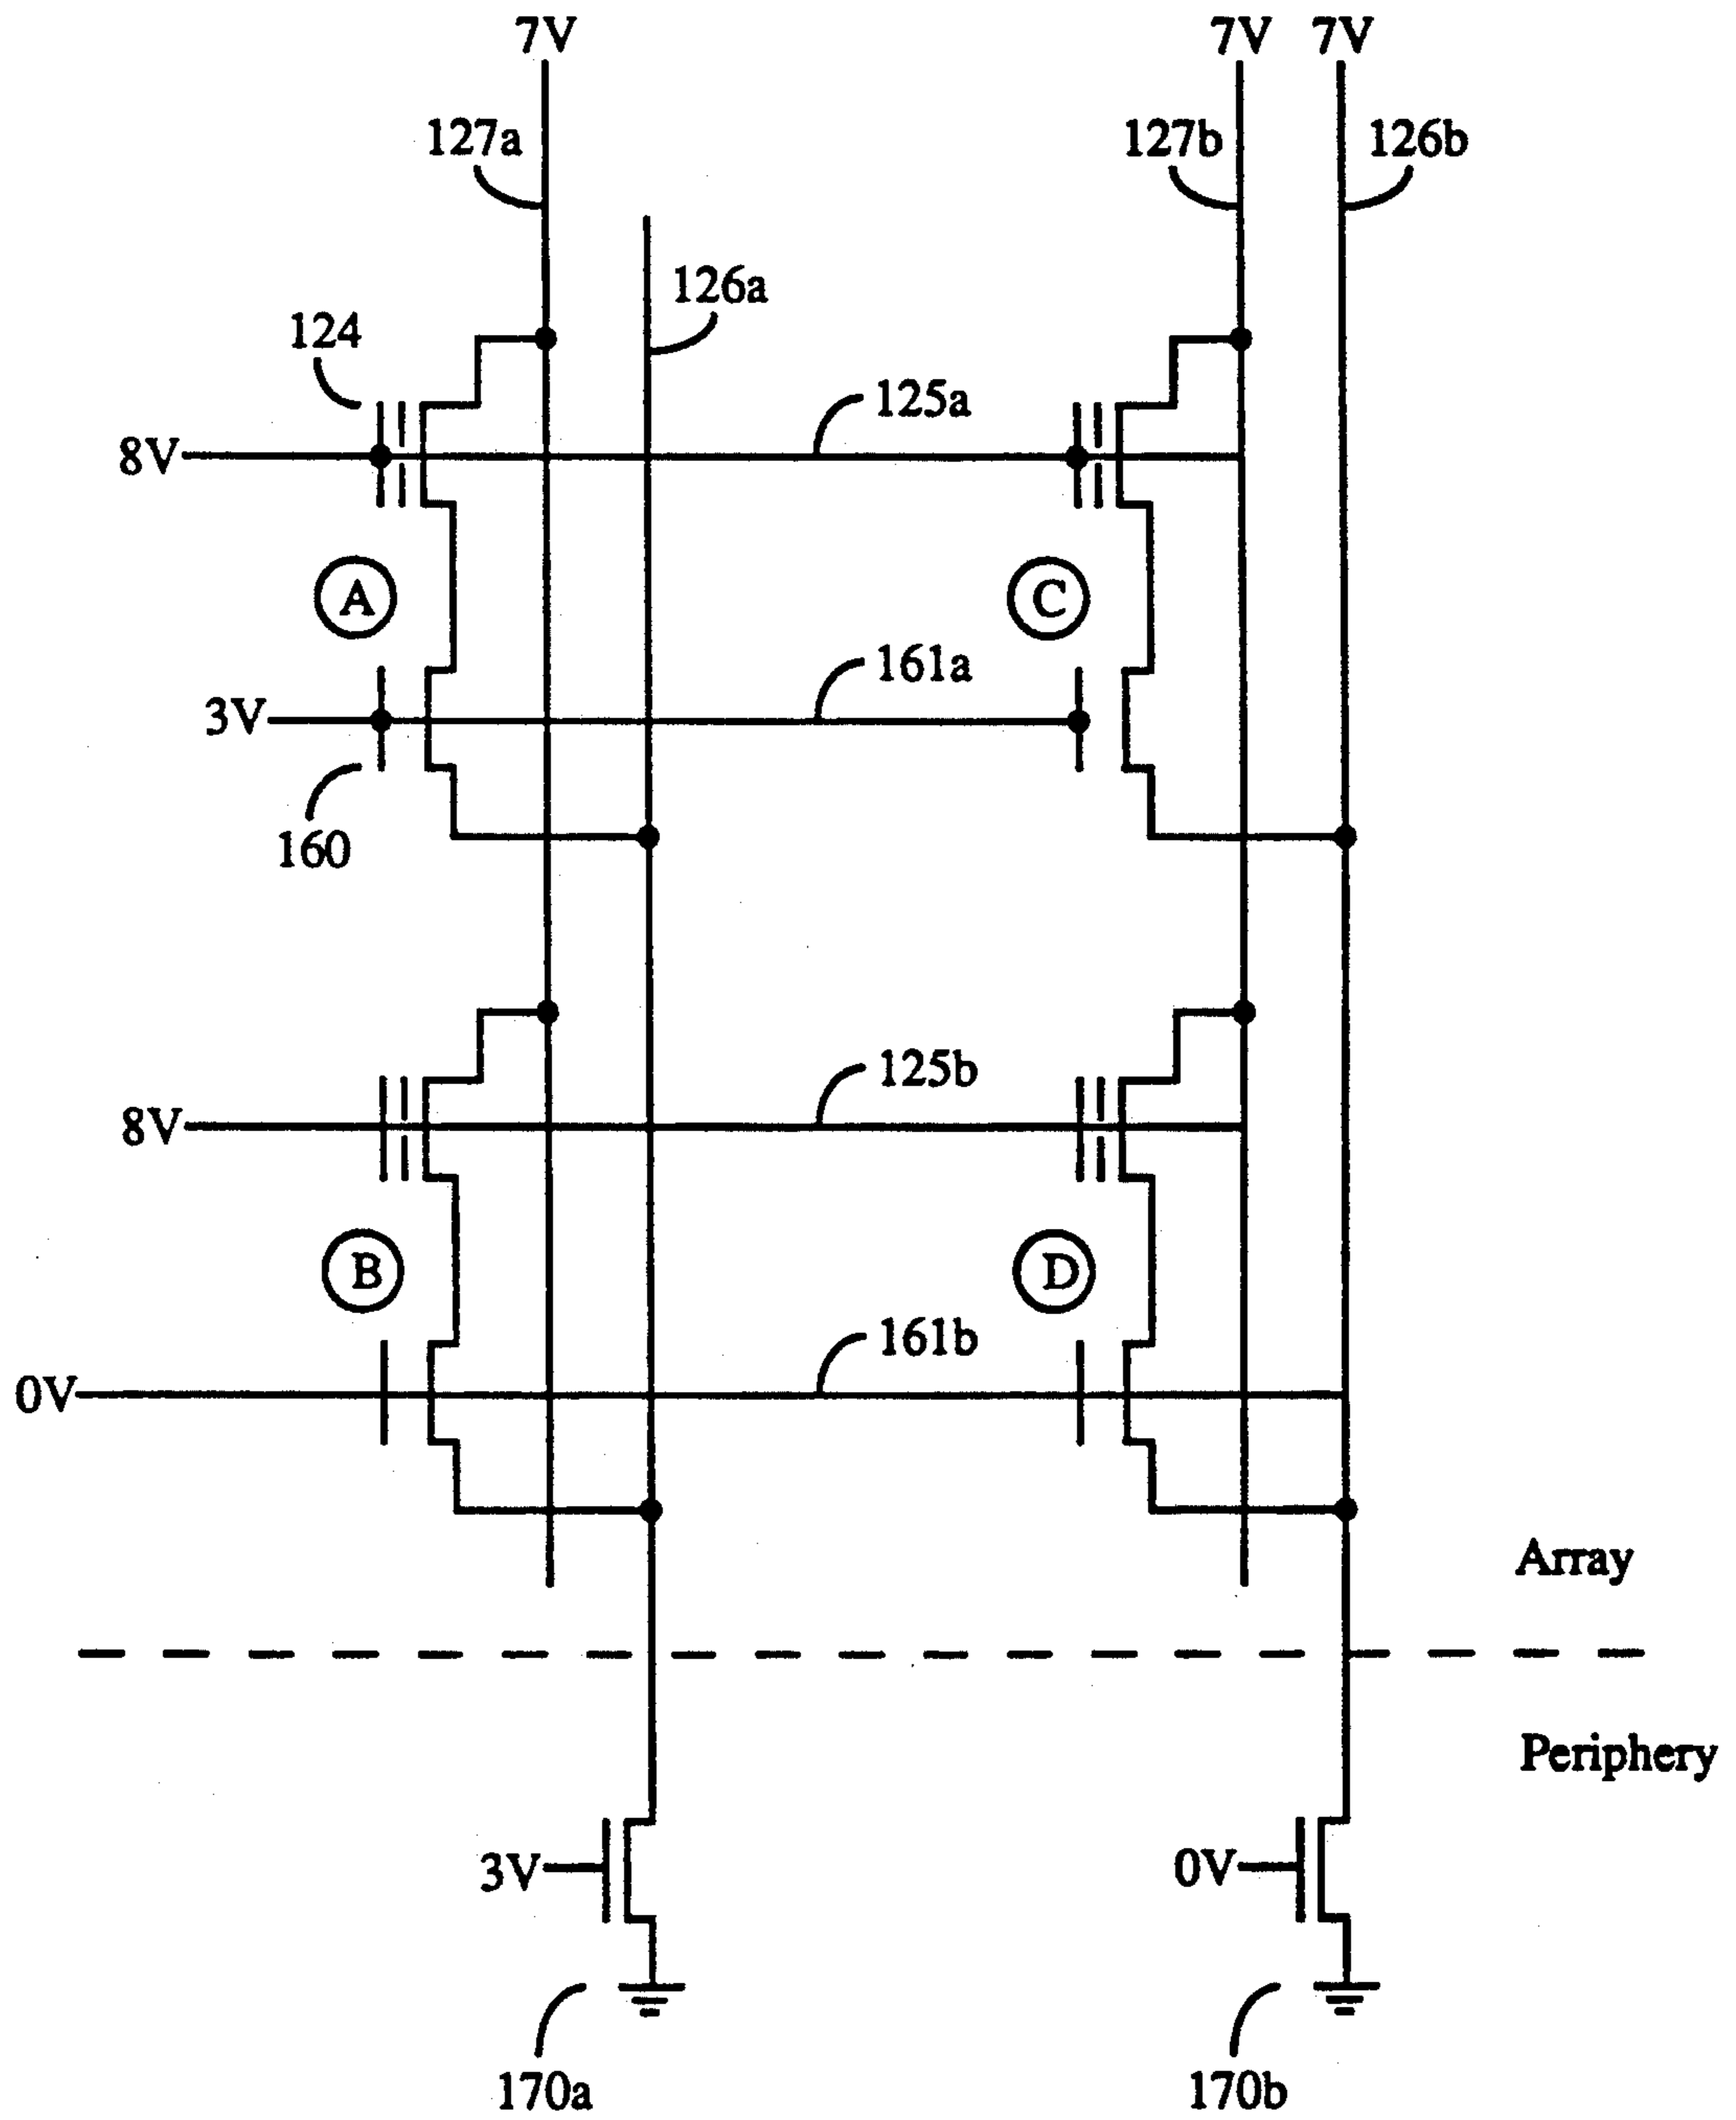 7V 7V 7V
127a 127b 126b
126a
124
125a
8V
A C
161a
3V
160
125b
8V
B D
161b
0V
Array
Periphery
3V 0V
170a 170b